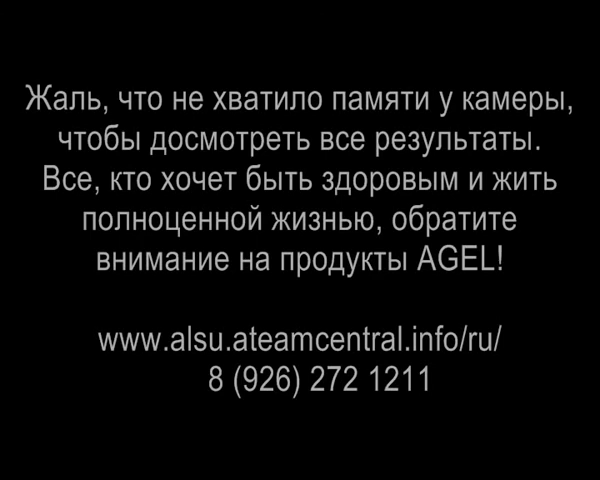 Жаль, что не хватило памяти у камеры,
чтобы досмотреть все результаты.
Все, кто хочет быть здоровым и жить
полноценной жизнью, обратите
внимание на продукты AGEL!
www.alsu.ateamcentral.info/ru/
8 (926) 272 1211